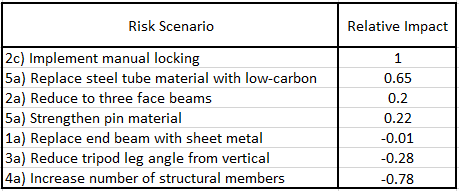 Risk Scenario Relative Impact
2c) Implement manual locking 1
5a) Replace steel tube material with low-carbon 0.65
2a) Reduce to three face beams 0.2
5a) Strengthen pin material 0.22
1a) Replace end beam with sheet metal -0.01
3a) Reduce tripod leg angle from vertical -0.28
4a) Increase number of structural members -0.78